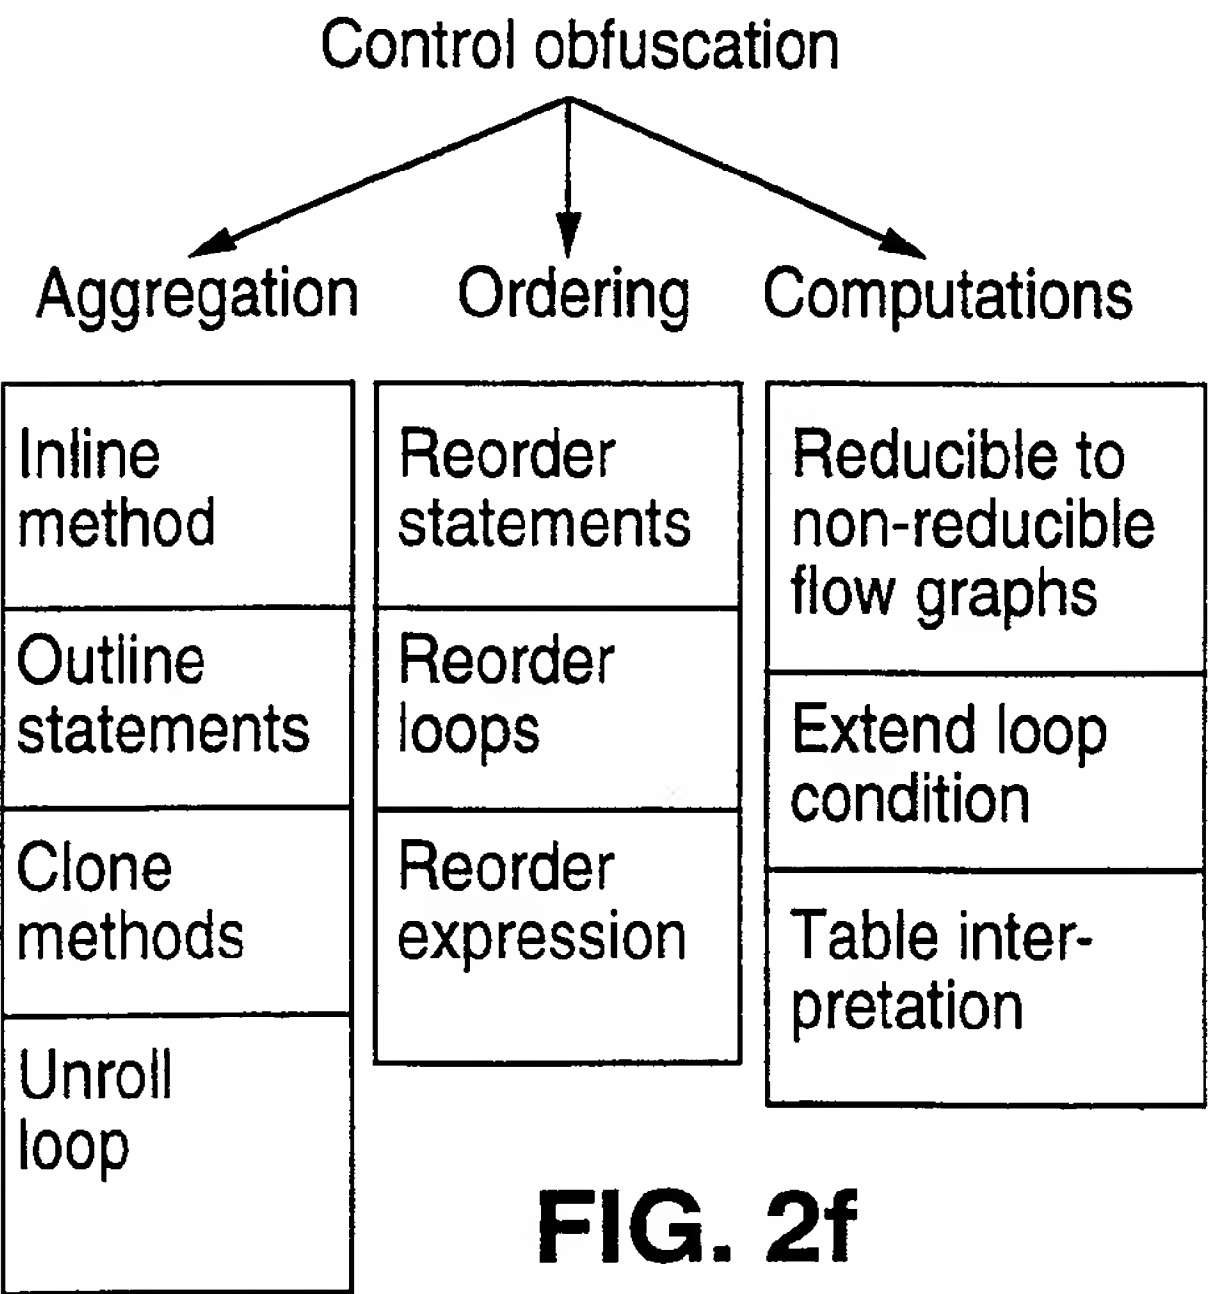 Control obfuscation
Aggregation
Ordering
Computations
Inline
method
Outline
statements
Clone
methods
Unroll
loop
Reorder
statements
Reorder
loops
Reorder
expression
Reducible to
non-reducible
flow graphs
Extend loop
condition
Table inter-
pretation
FIG. 2f